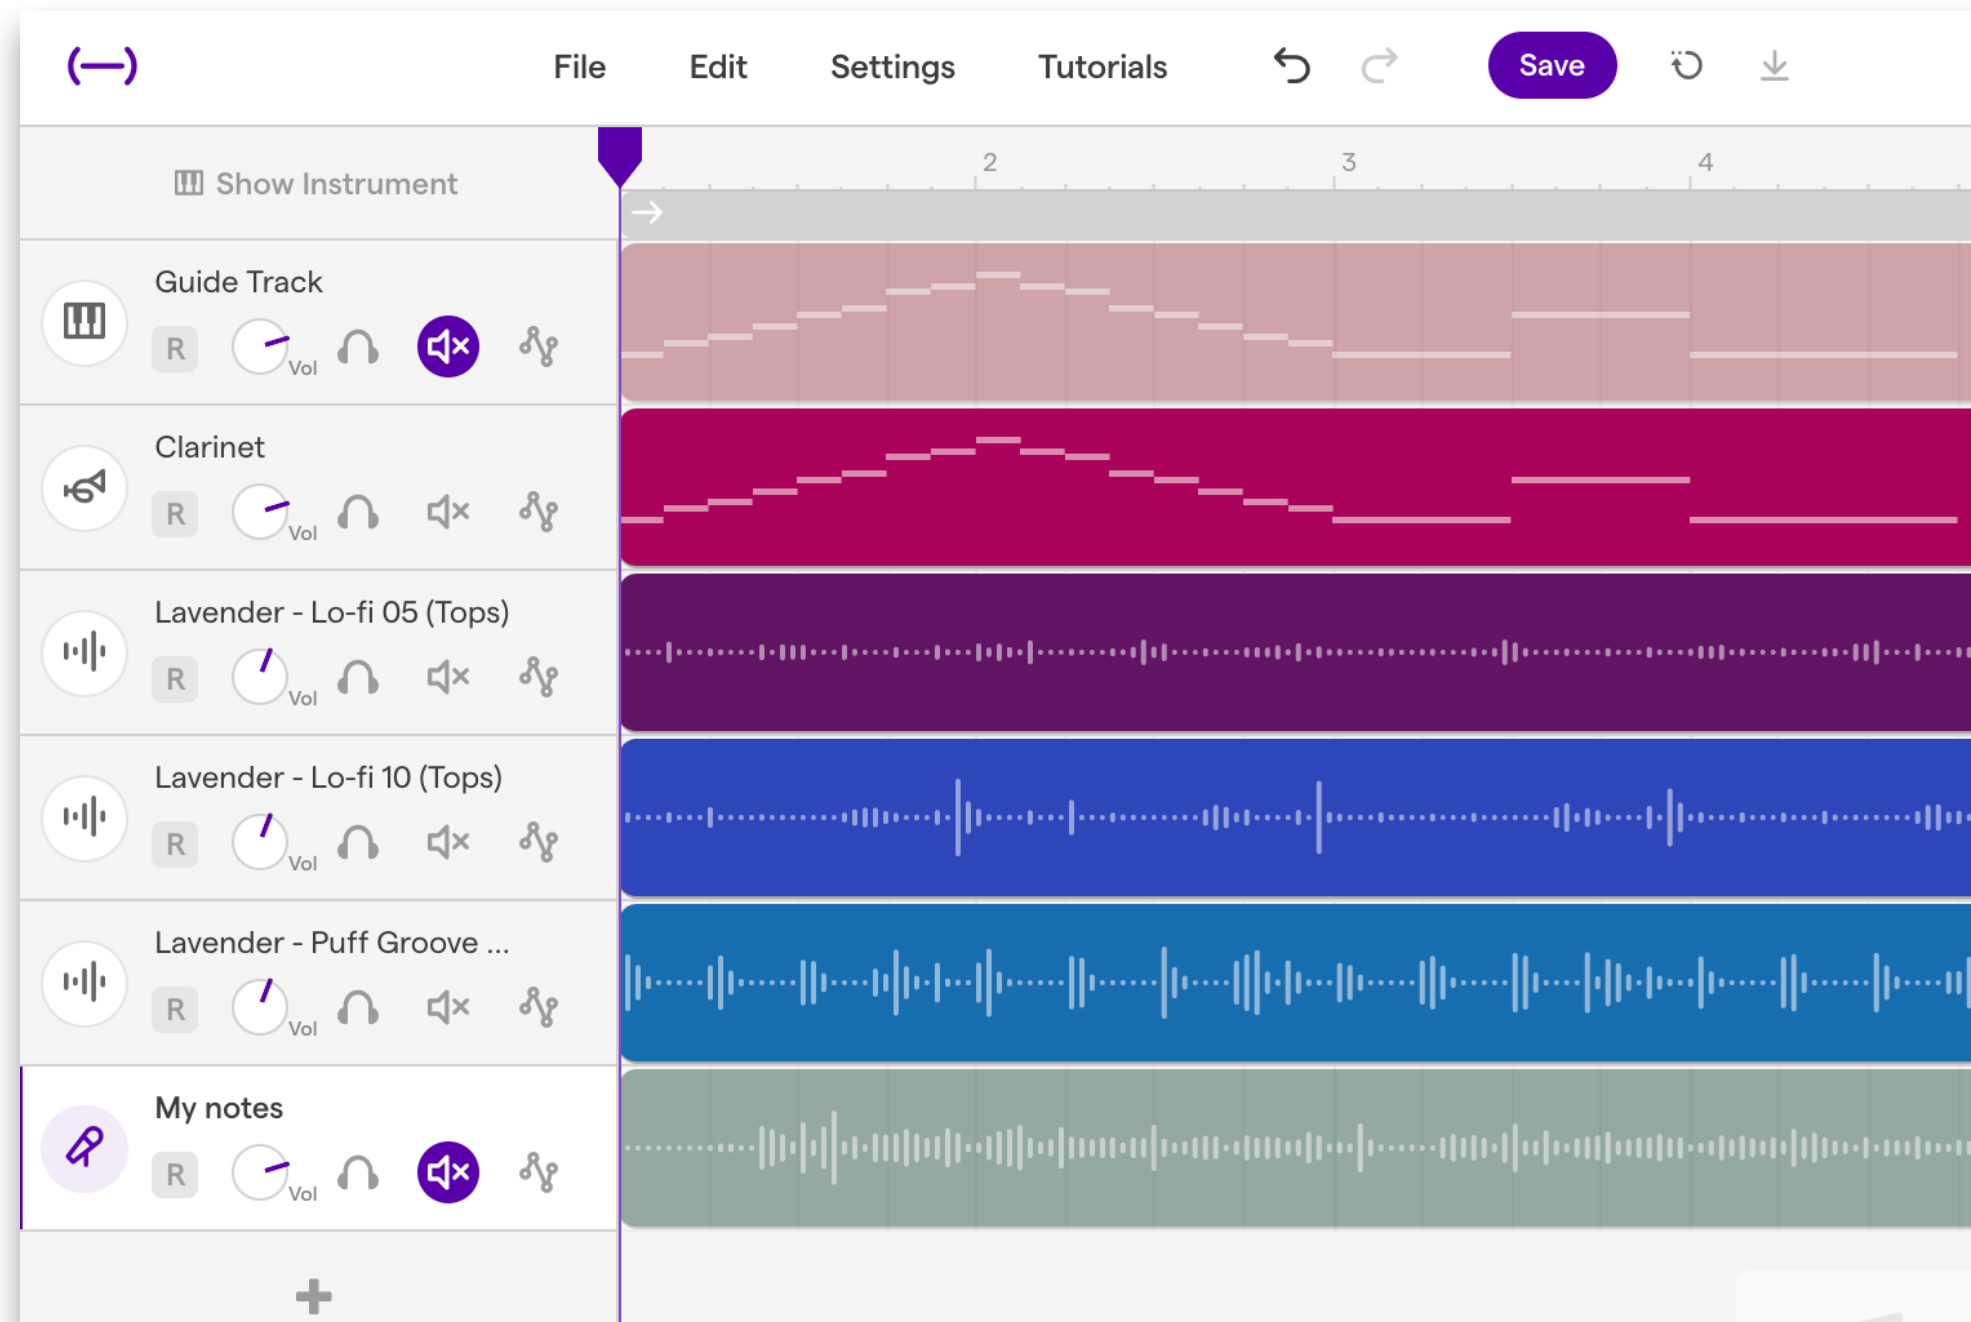 File Edit Settings Tutorials Save
Show Instrument
2 3 4
Guide Track
R Vol
Clarinet
R Vol
Lavender - Lo-fi 05 (Tops)
R Vol
Lavender - Lo-fi 10 (Tops)
R Vol
Lavender - Puff Groove ...
R Vol
My notes
R Vol